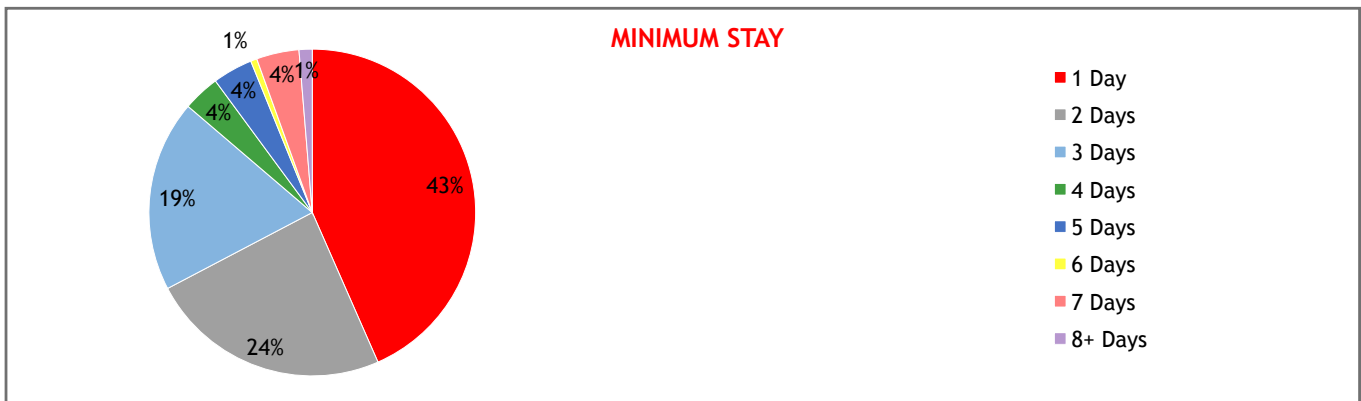 MINIMUM STAY
1%
4%
1%
4%
4%
43%
19%
24%
1 Day
2 Days
3 Days
4 Days
5 Days
6 Days
7 Days
8+ Days